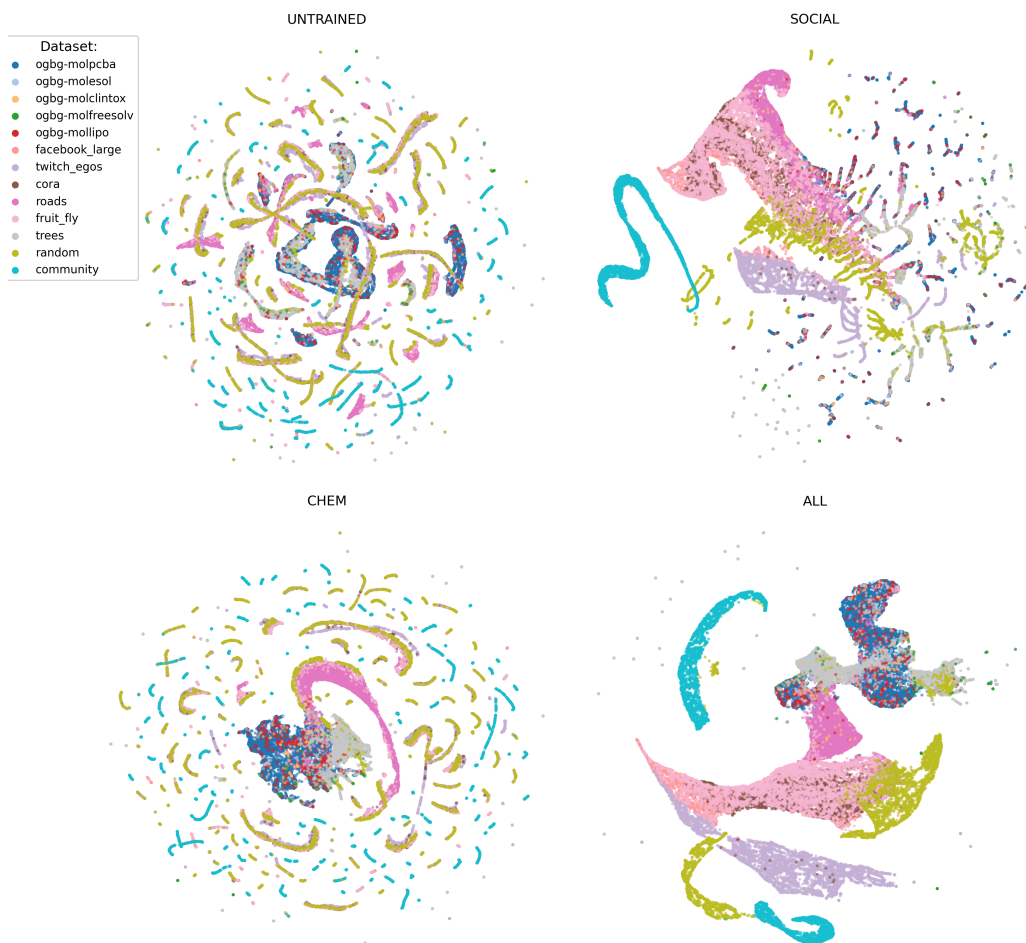 UNTRAINED
SOCIAL
Dataset:
ogbg-molpcba
ogbg-molesol
ogbg-molclintox
ogbg-molfreesolv
ogbg-mollipo
facebook_large
twitch_egos
cora
roads
fruit_fly
trees
random
community
CHEM
ALL